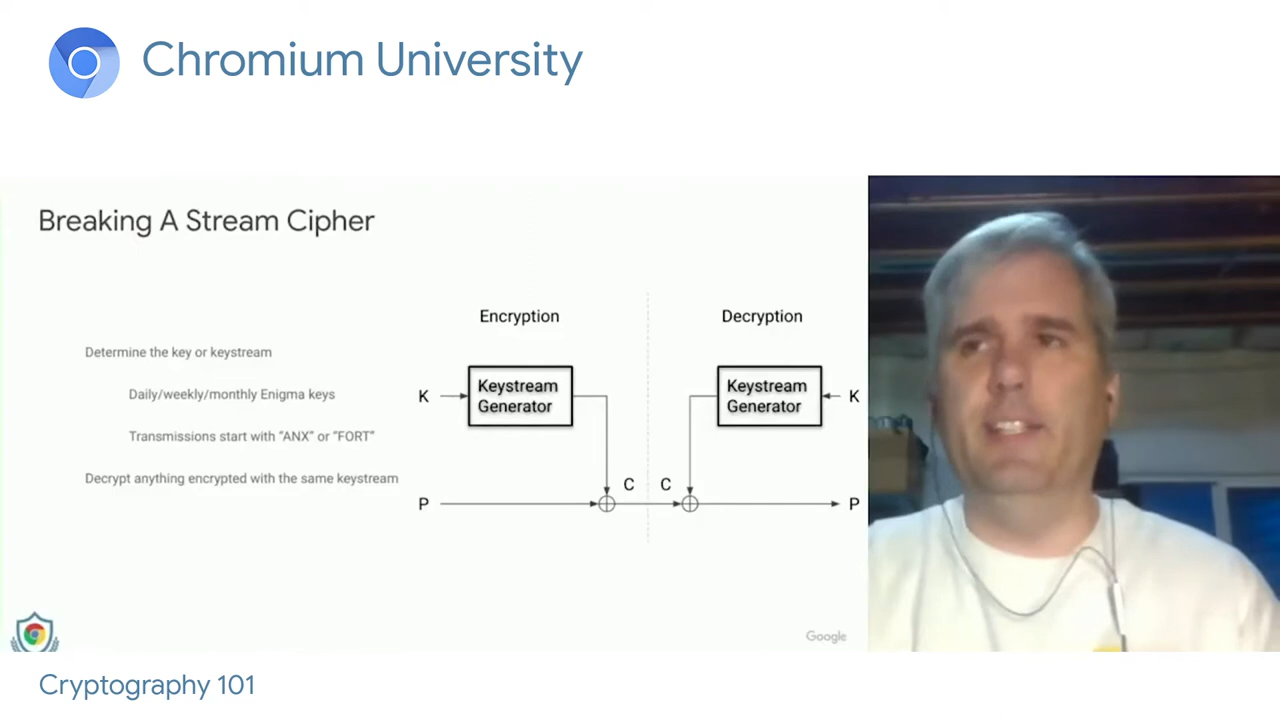 Chromium University
Breaking A Stream Cipher
Encryption
Decryption
Determine the key or keystream
Daily/weekly/monthly Enigma keys
Transmissions start with “ANX” or “FORT”
Decrypt anything encrypted with the same keystream
K
Keystream
Generator
Keystream
Generator
K
C
C
P
P
Google
Cryptography 101